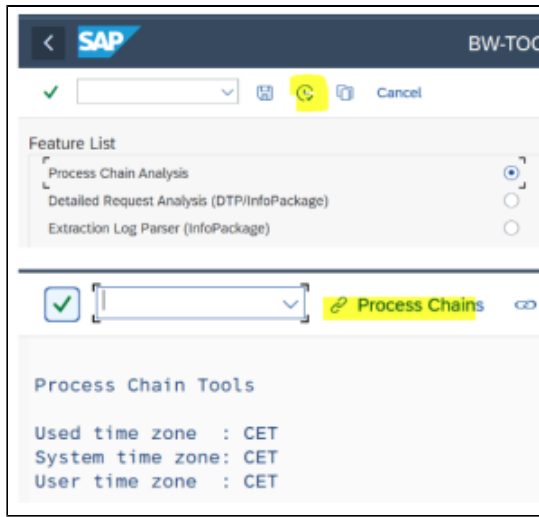 SAP
BW-TOO
Cancel
Feature List
Process Chain Analysis
Detailed Request Analysis (DTP/InfoPackage)
Extraction Log Parser (InfoPackage)
Process Chains
Process Chain Tools
Used time zone : CET
System time zone: CET
User time zone : CET